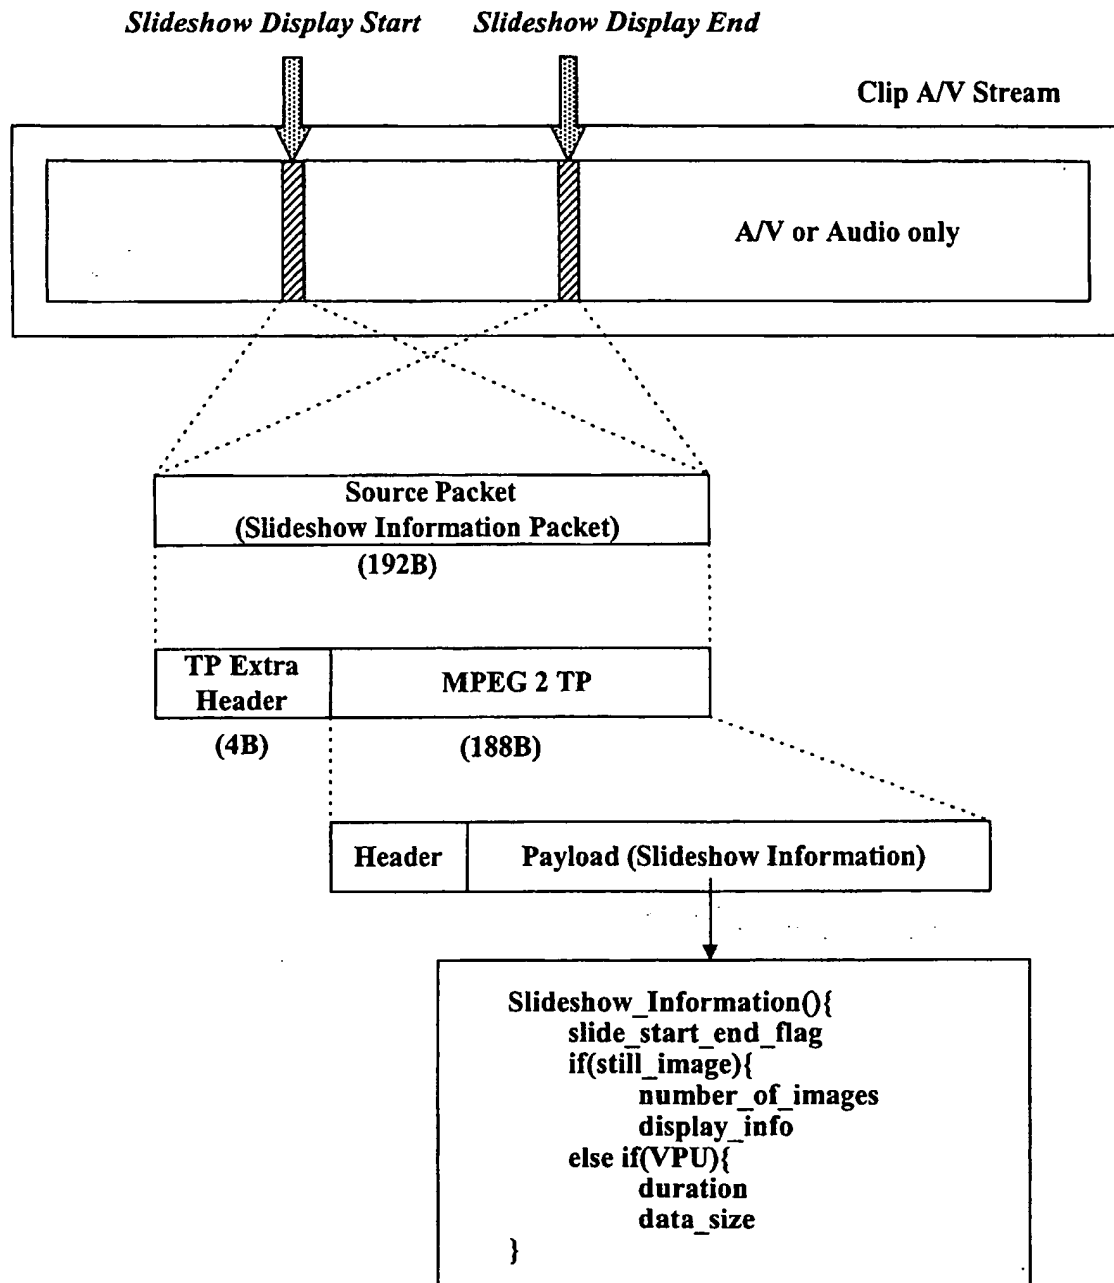 Slideshow Display Start
Slideshow Display End
Clip A/V Stream
A/V or Audio only
Source Packet
(Slideshow Information Packet)
(192B)
TP Extra
Header
MPEG 2 TP
(4B)
(188B)
Header
Payload (Slideshow Information)
Slideshow_Information(){
slide_start_end_flag
if(still_image){
number_of_images
display_info
else if(VPU){
duration
data_size
}